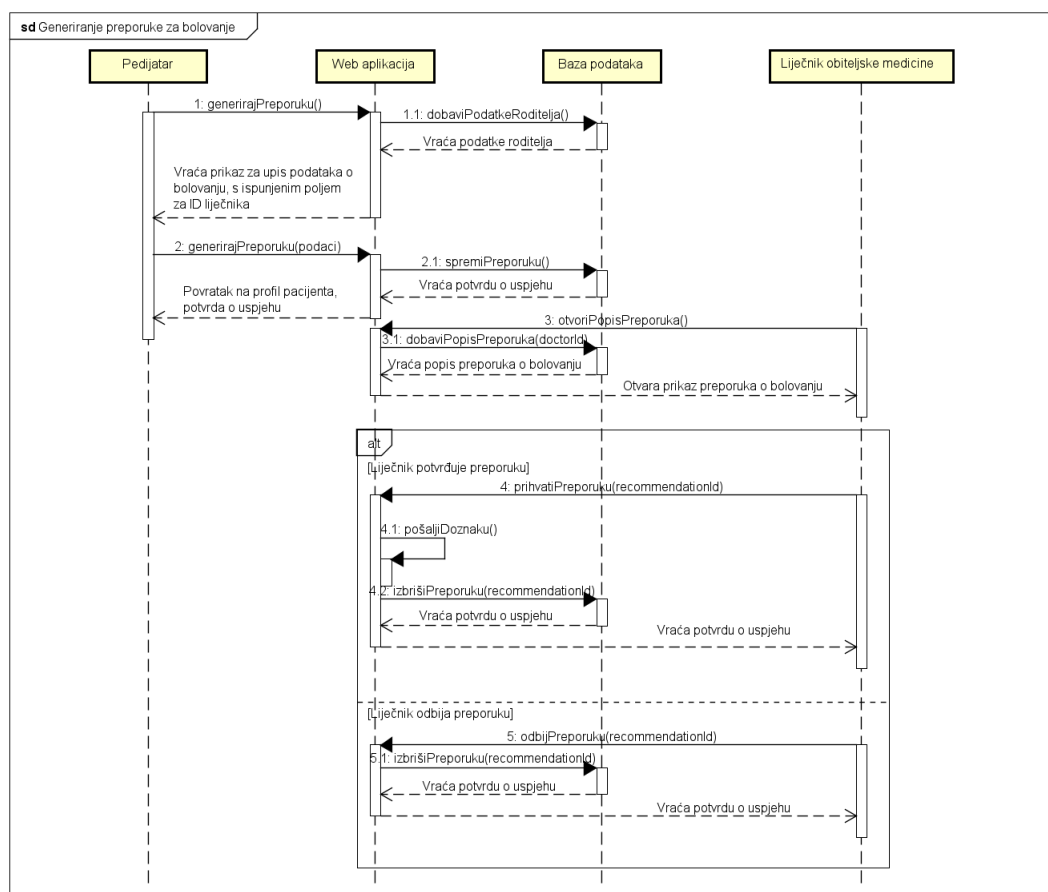 sd Generiranje preporuke za bolovanje
Pedijatar
Web aplikacija
Baza podataka
Liječnik obiteljske medicine
1: generirajPreporuku()
1.1: dobaviPodatkeRoditelja()
Vraća podatke roditelja
Vraća prikaz za upis podataka o
bolovanju, s ispunjenim poljem
za ID liječnika
2: generirajPreporuku(podaci)
2.1: spremiPreporuku()
Vraća potvrdu o uspjehu
Povratak na profil pacijenta,
potvrda o uspjehu
3: otvoriPopisPreporuka()
3.1: dobaviPopisPreporuka(doctorId)
Vraća popis preporuka o bolovanju
Otvara prikaz preporuka o bolovanju
alt
[Liječnik potvrđuje preporuku]
4: prihvatiPreporuku(recommendationId)
4.1: pošaljiDoznaku()
4.2: izbrišiPreporuku(recommendationId)
Vraća potvrdu o uspjehu
Vraća potvrdu o uspjehu
[Liječnik odbija preporuku]
5: odbijPreporuku(recommendationId)
5.1: izbrišiPreporuku(recommendationId)
Vraća potvrdu o uspjehu
Vraća potvrdu o uspjehu